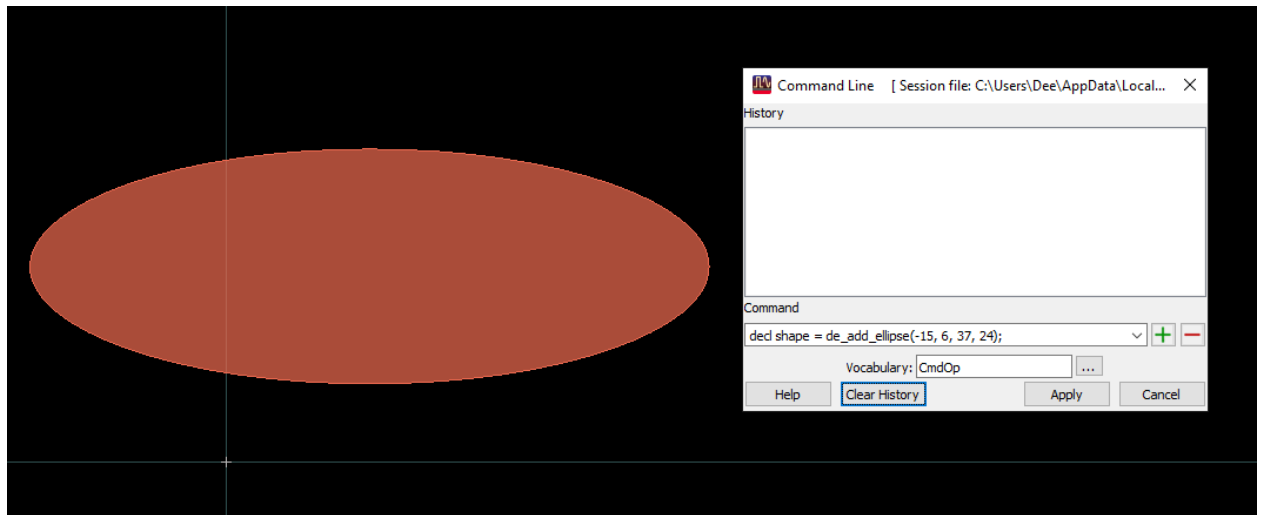 Command Line [ Session file: C:\Users\Dee\AppData\Local...
History
Command
decl shape = de_add_ellipse(-15, 6, 37, 24);
Vocabulary: CmdOp ...
Help Clear History Apply Cancel